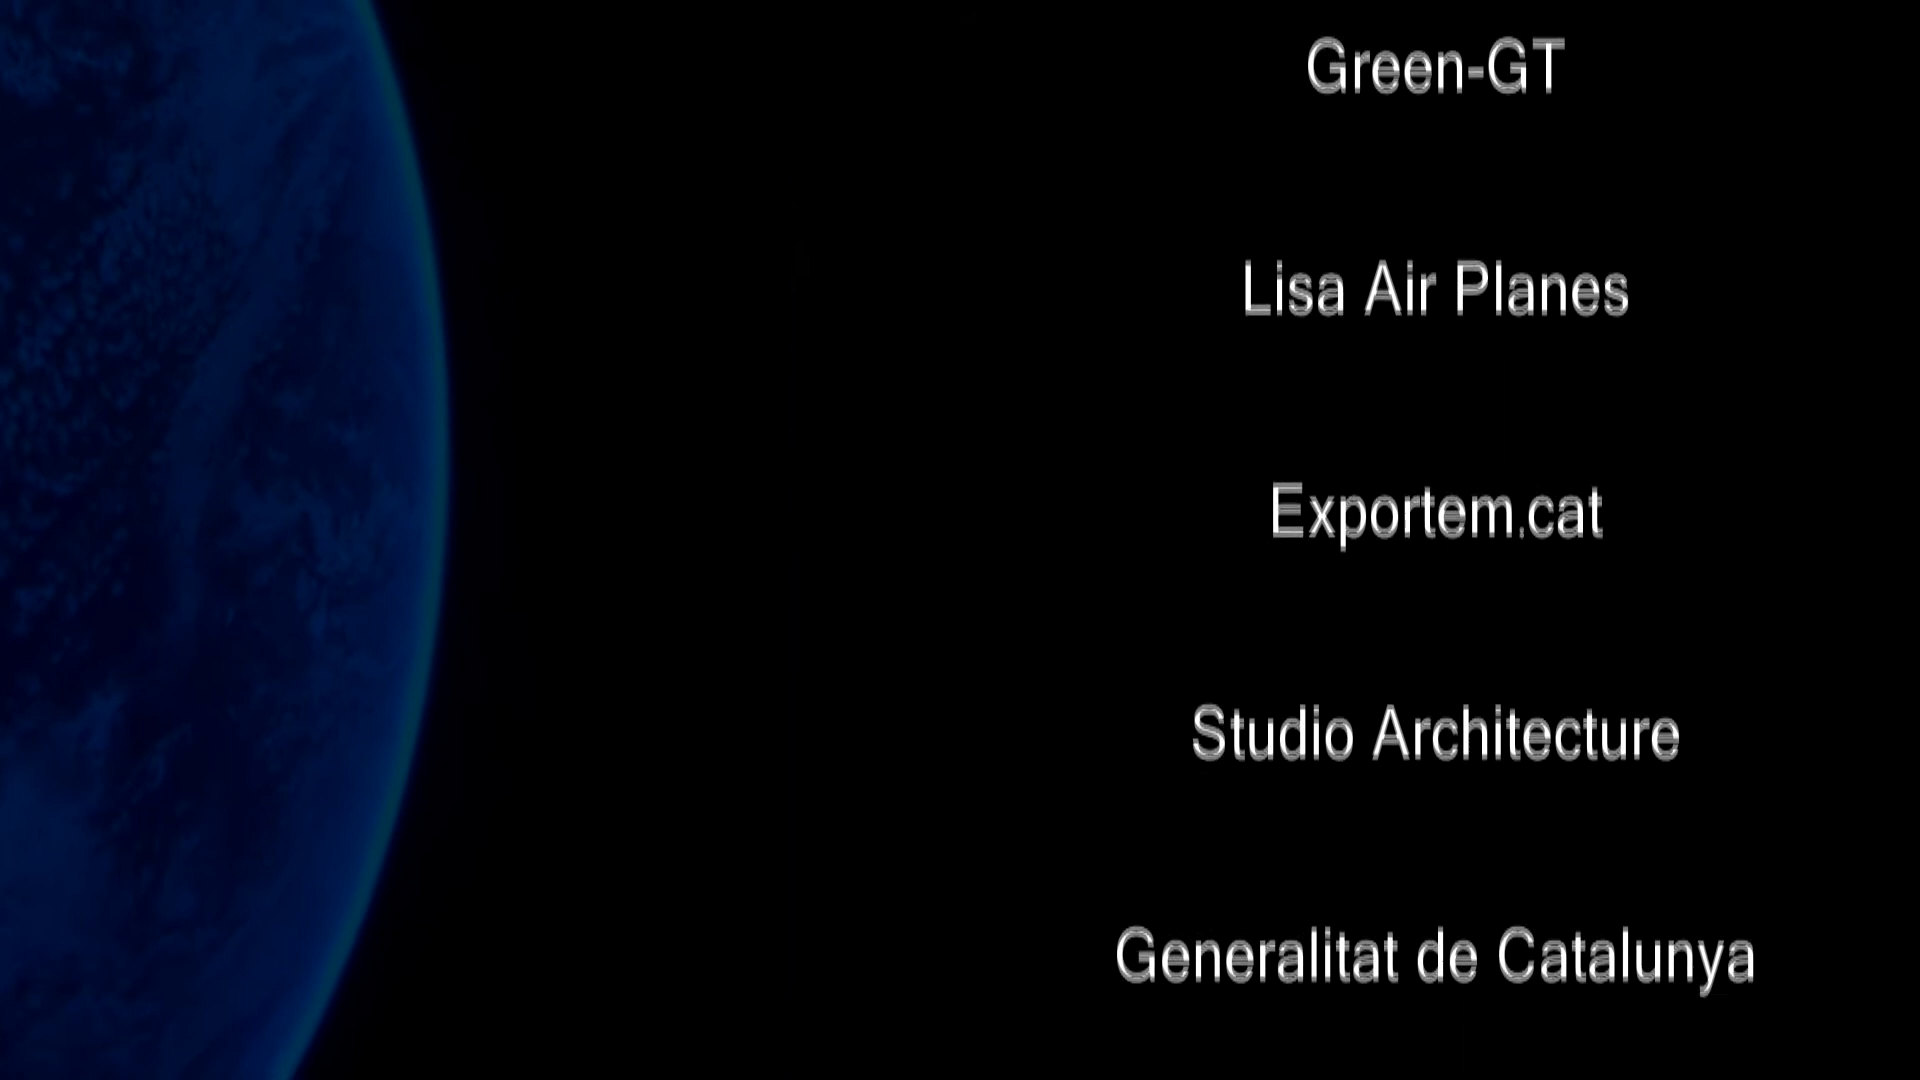 Green-GT
Lisa Air Planes
Exportem.cat
Studio Architecture
Generalitat de Catalunya